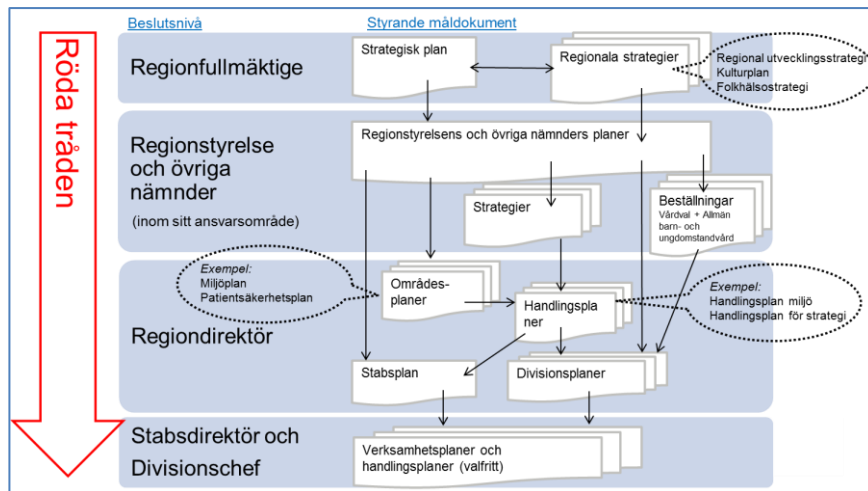 Beslutsnivå
Styrande måldokument
Röda tråden
Regionfullmäktige
Strategisk plan
Regionala strategier
Regional utvecklingsstrategi
Kulturplan
Folkhälsostrategi
Regionstyrelse
och övriga
nämnder
(inom sitt ansvarsområde)
Regionstyrelsens och övriga nämnders planer
Strategier
Beställningar
Vårdval + Allmän
barn- och
ungdomstandvård
Regiondirektör
Exempel:
Miljöplan
Patientsäkerhetsplan
Områdes-
planer
Handlingspla
ner
Exempel:
Handlingsplan miljö
Handlingsplan för strategi
Stabsplan
Divisionsplaner
Stabsdirektör och
Divisionschef
Verksamhetsplaner och
handlingsplaner (valfritt)